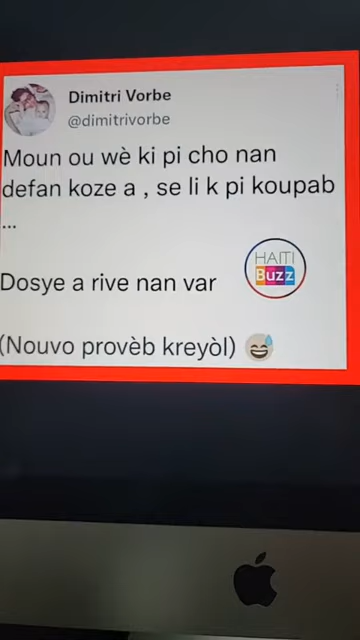 Dimitri Vorbe
@dimitrivorbe
Moun ou wè ki pi cho nan
defan koze a , se li k pi koupab
...
HAITI
Buzz
Dosye a rive nan var
(Nouvo provèb kreyòl) 😅